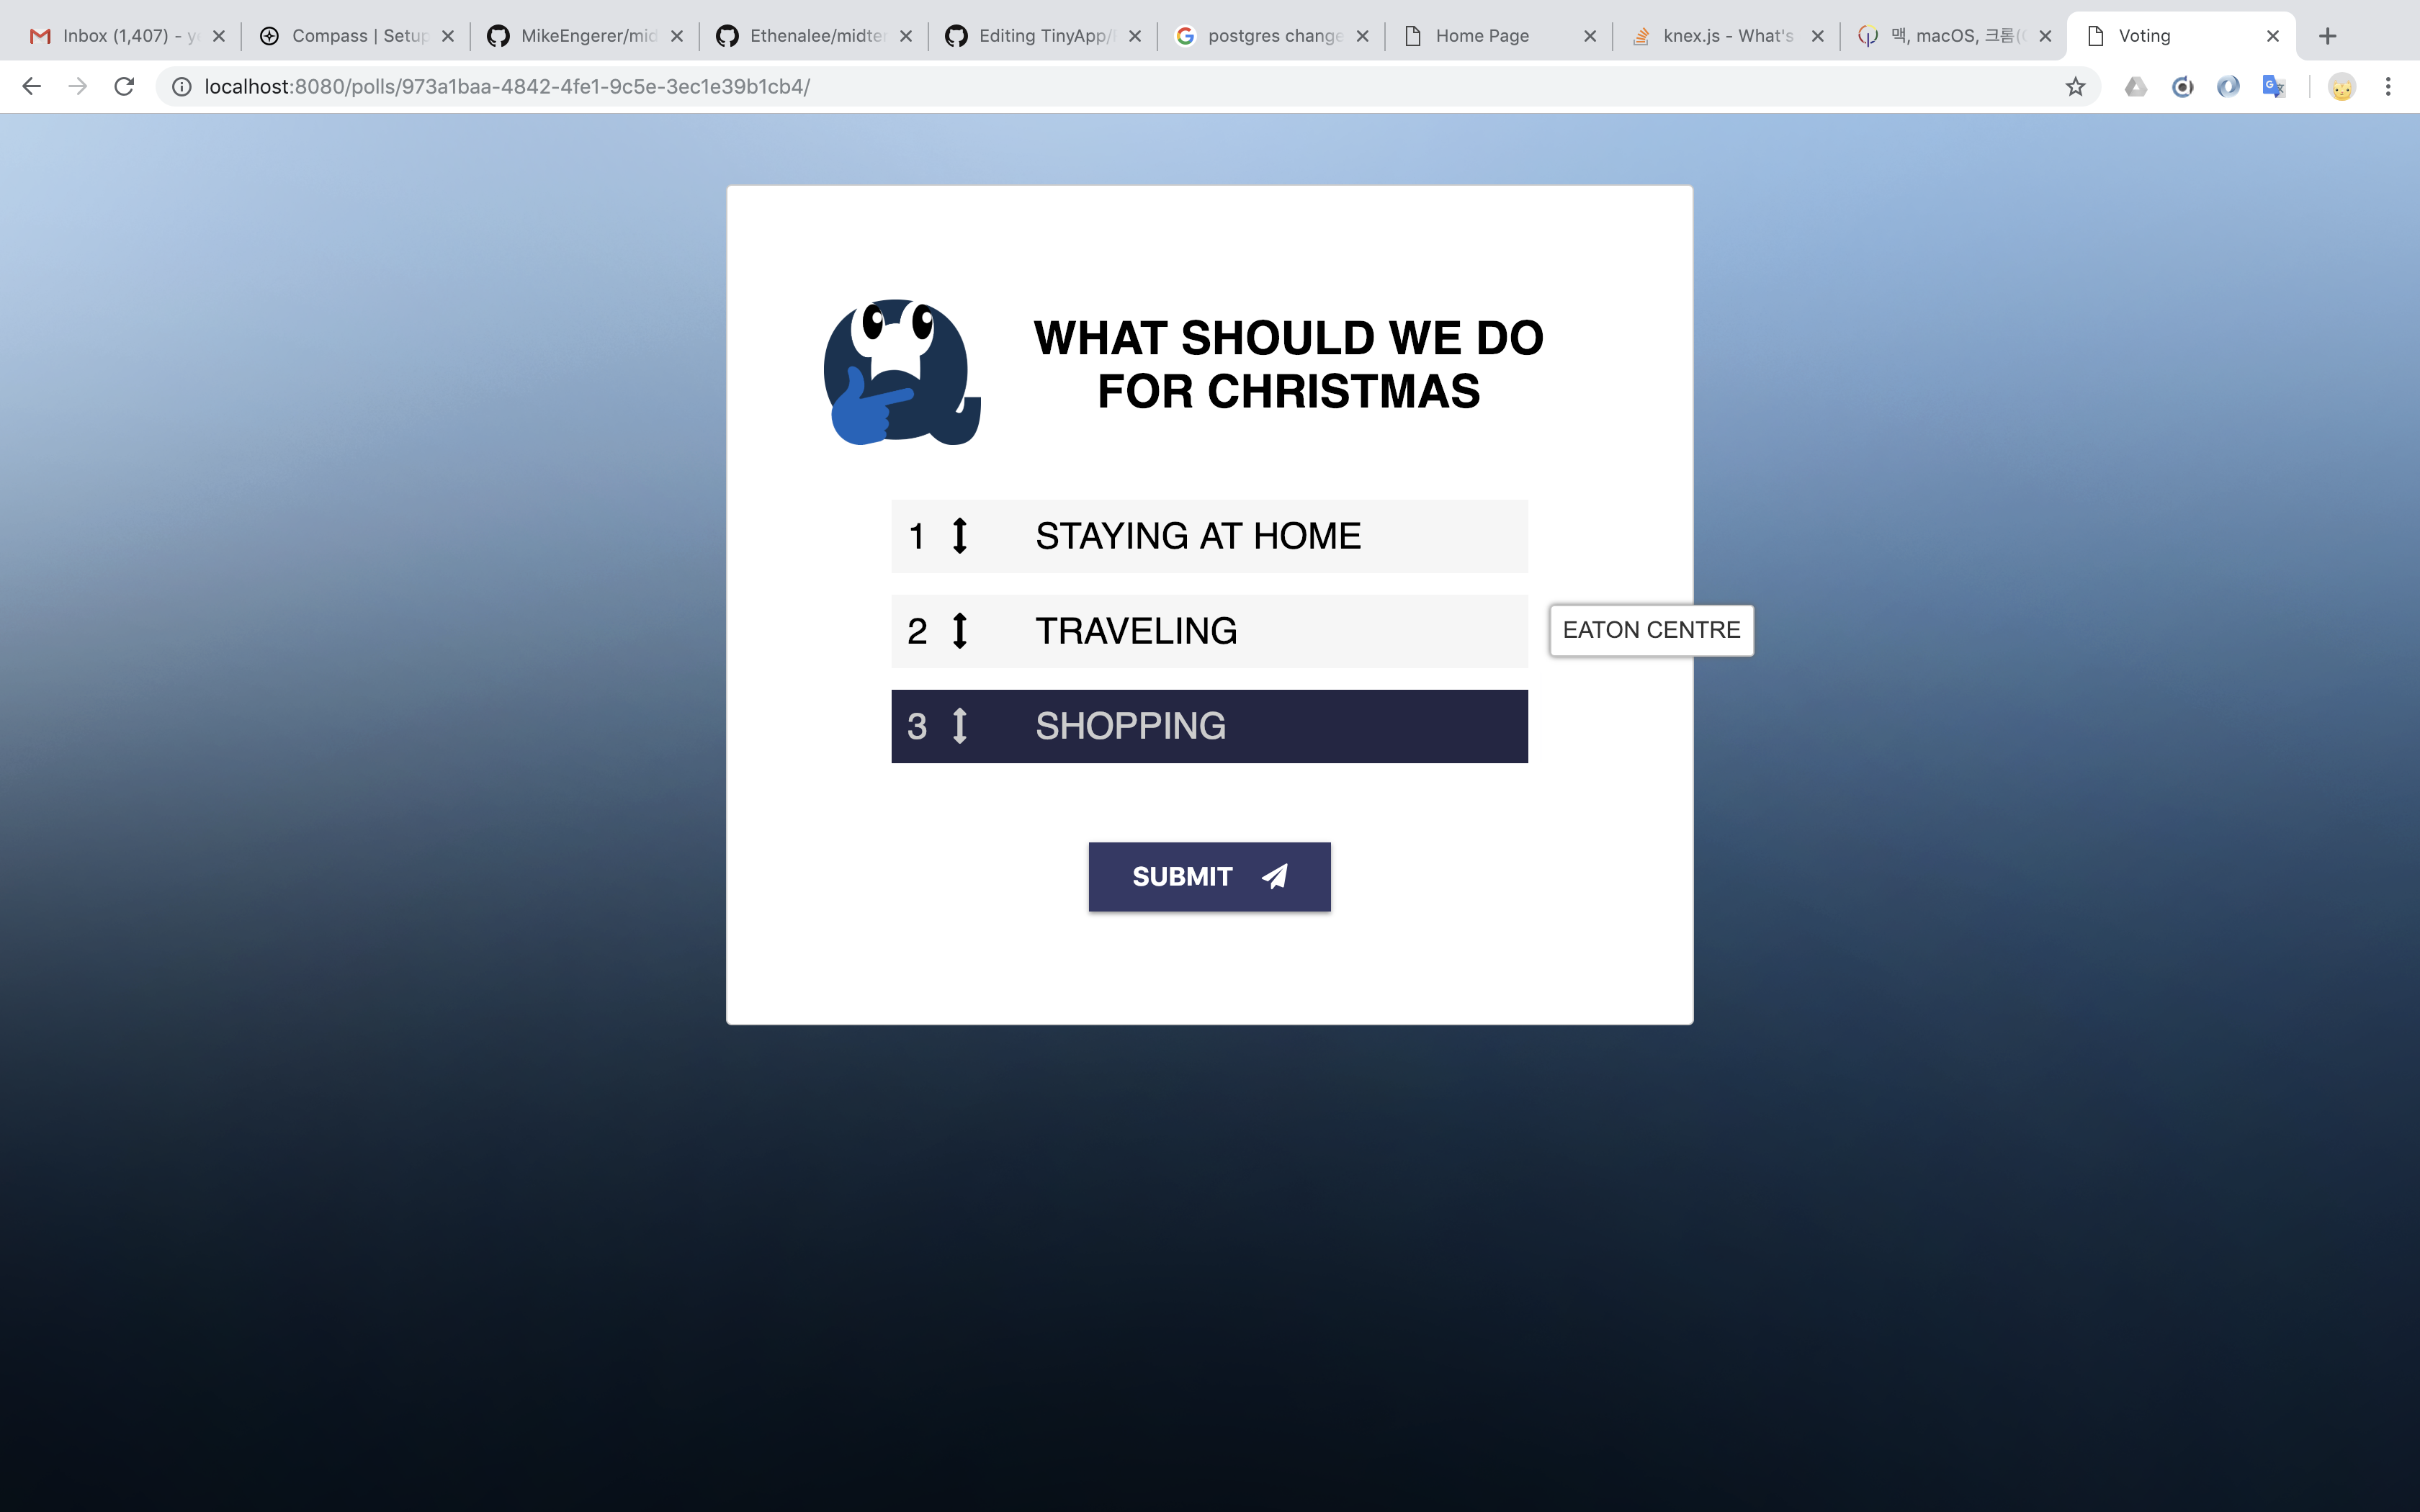 Inbox (1,407) - y
Compass | Setup
MikeEngerer/mid
Ethenalee/midter
Editing TinyApp/
postgres change
Home Page
knex.js - What's
맥, macOS, 크롬(
Voting
localhost:8080/polls/973a1baa-4842-4fe1-9c5e-3ec1e39b1cb4/
WHAT SHOULD WE DO
FOR CHRISTMAS
1 STAYING AT HOME
2 TRAVELING
EATON CENTRE
3 SHOPPING
SUBMIT